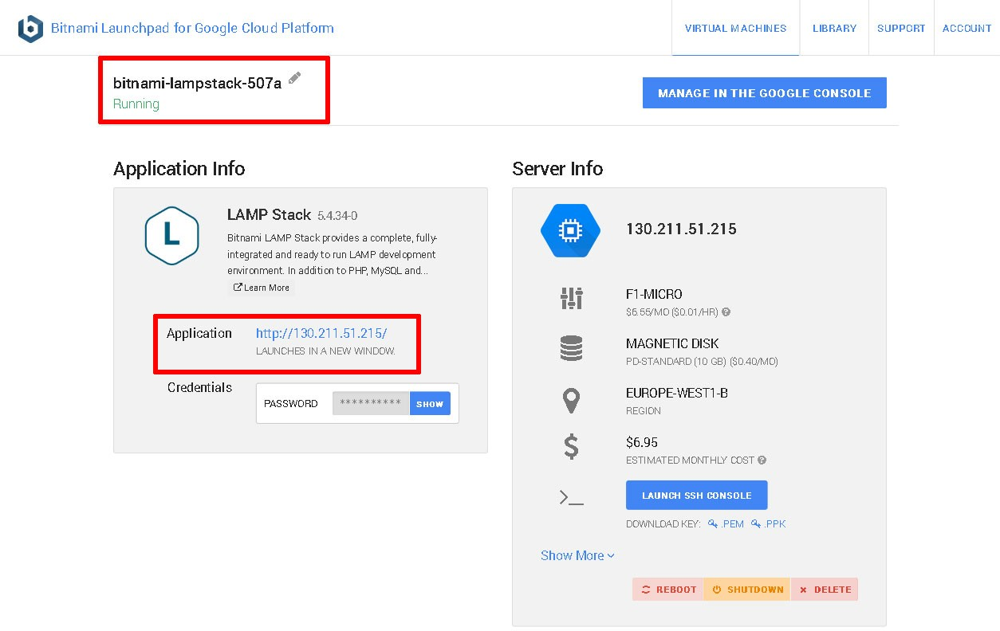 Bitnami Launchpad for Google Cloud Platform
VIRTUAL MACHINES
LIBRARY
SUPPORT
ACCOUNT
bitnami-lampstack-507a
Running
MANAGE IN THE GOOGLE CONSOLE
Application Info
L
LAMP Stack 5.4.34-0
Bitnami LAMP Stack provides a complete, fully-
integrated and ready to run LAMP development
environment. In addition to PHP, MySQL and...
Learn More
Application http://130.211.51.215/
LAUNCHES IN A NEW WINDOW.
Credentials
PASSWORD ********** SHOW
Server Info
130.211.51.215
F1-MICRO
$6.55/MO ($0.01/HR) ?
MAGNETIC DISK
PD-STANDARD (10 GB) ($0.40/MO)
EUROPE-WEST1-B
REGION
$ $6.95
ESTIMATED MONTHLY COST ?
>_ LAUNCH SSH CONSOLE
DOWNLOAD KEY: .PEM .PPK
Show More
REBOOT SHUTDOWN DELETE